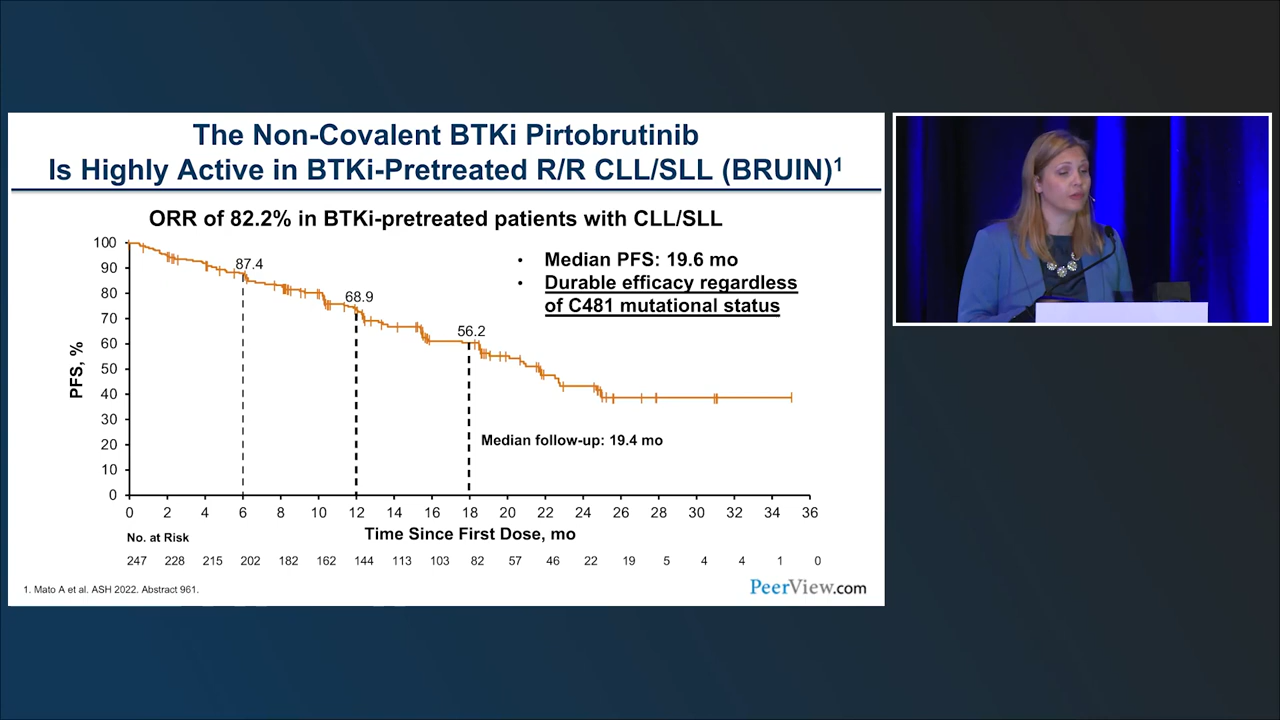 The Non-Covalent BTKi Pirtobrutinib
Is Highly Active in BTKi-Pretreated R/R CLL/SLL (BRUIN)1
ORR of 82.2% in BTKi-pretreated patients with CLL/SLL
• Median PFS: 19.6 mo
• Durable efficacy regardless
of C481 mutational status
PFS, %
100
90
80
70
60
50
40
30
20
10
0
87.4
68.9
56.2
Median follow-up: 19.4 mo
0 2 4 6 8 10 12 14 16 18 20 22 24 26 28 30 32 34 36
Time Since First Dose, mo
No. at Risk
247 228 215 202 182 162 144 113 103 82 57 46 22 19 5 4 4 1 0
1. Mato A et al. ASH 2022. Abstract 961.
PeerView.com